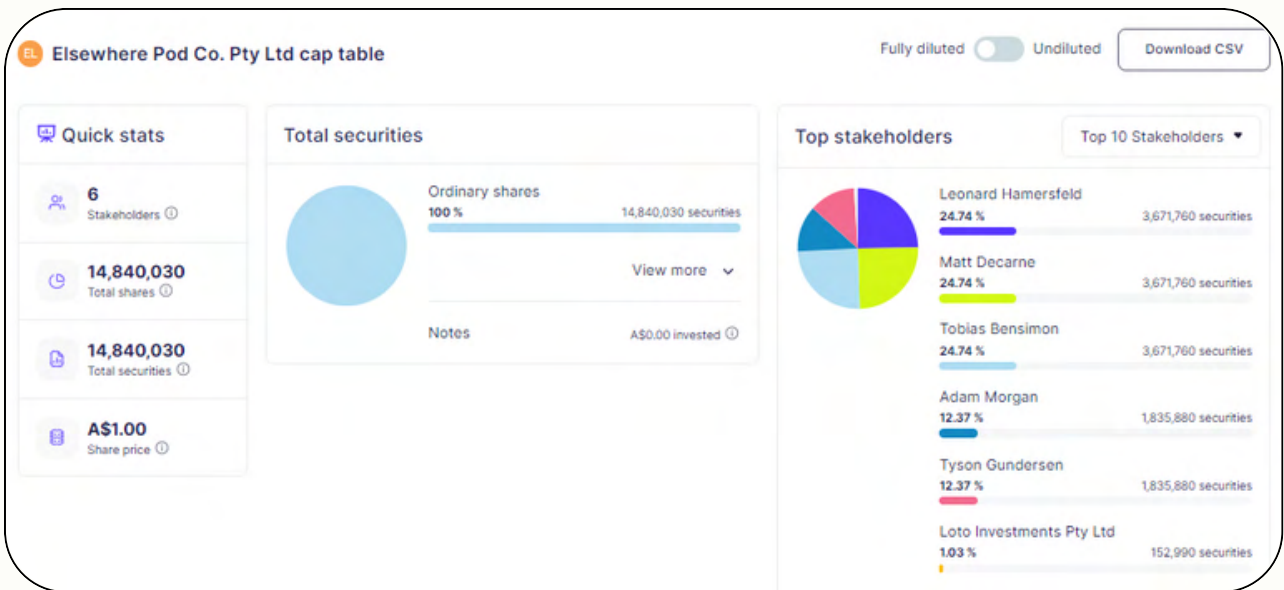 EL Elsewhere Pod Co. Pty Ltd cap table
Fully diluted Undiluted Download CSV
Quick stats
6
Stakeholders
14,840,030
Total shares
14,840,030
Total securities
A$1.00
Share price
Total securities
Ordinary shares
100 % 14,840,030 securities
View more
Notes A$0.00 invested
Top stakeholders Top 10 Stakeholders
Leonard Hamersfeld
24.74 % 3,671,760 securities
Matt Decarne
24.74 % 3,671,760 securities
Tobias Bensimon
24.74 % 3,671,760 securities
Adam Morgan
12.37 % 1,835,880 securities
Tyson Gundersen
12.37 % 1,835,880 securities
Loto Investments Pty Ltd
1.03 % 152,990 securities